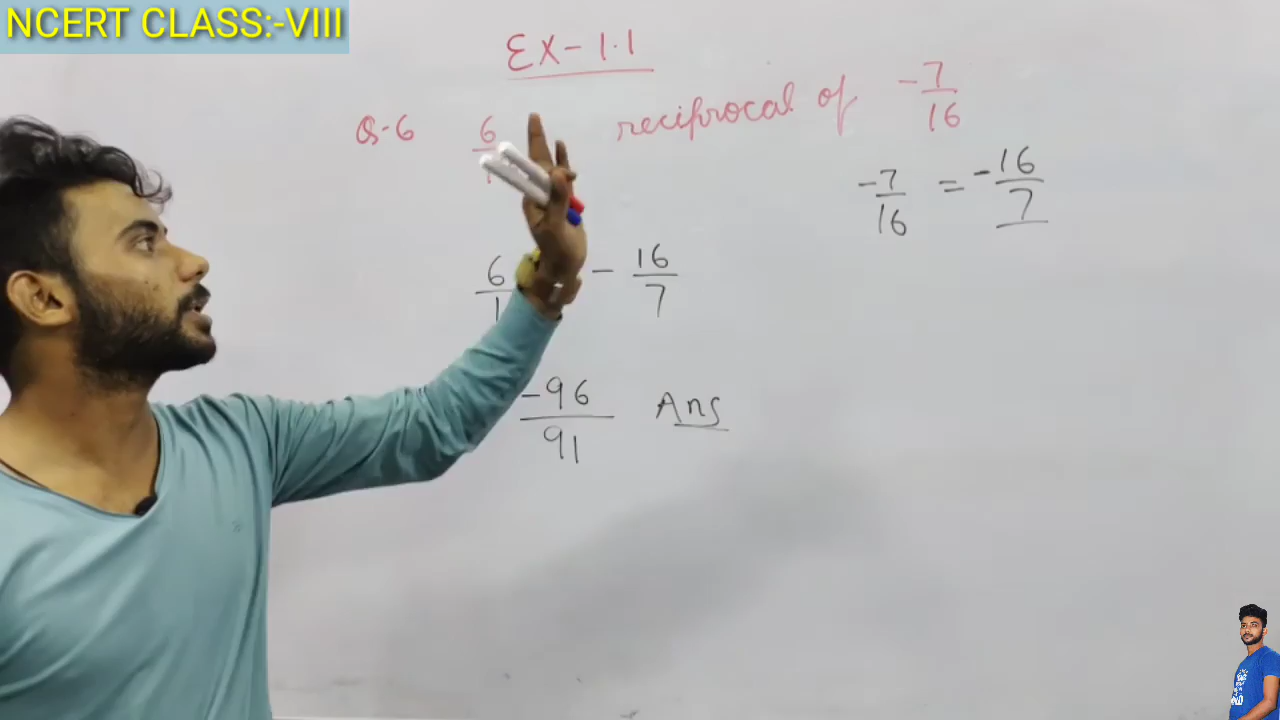 NCERT CLASS:-VIII
Ex-1.1
Q-6 6 reciprocal of -7/16
-7/16 = -16/7
6/1 - 16/7
-96/91 Ans